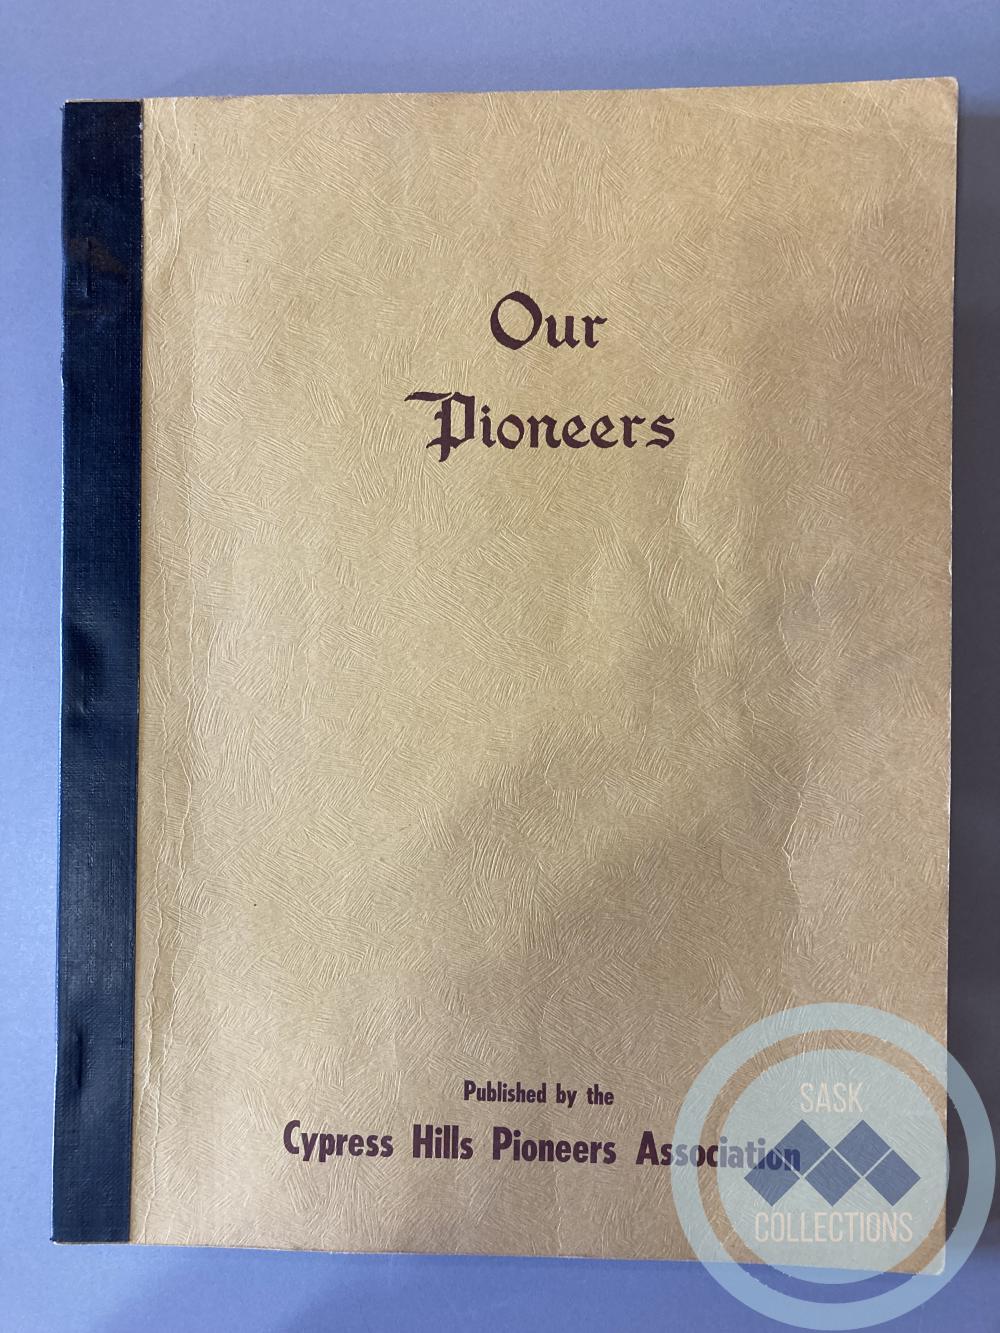 Our
Pioneers
Published by the
Cypress Hills Pioneers Association
SASK
COLLECTIONS